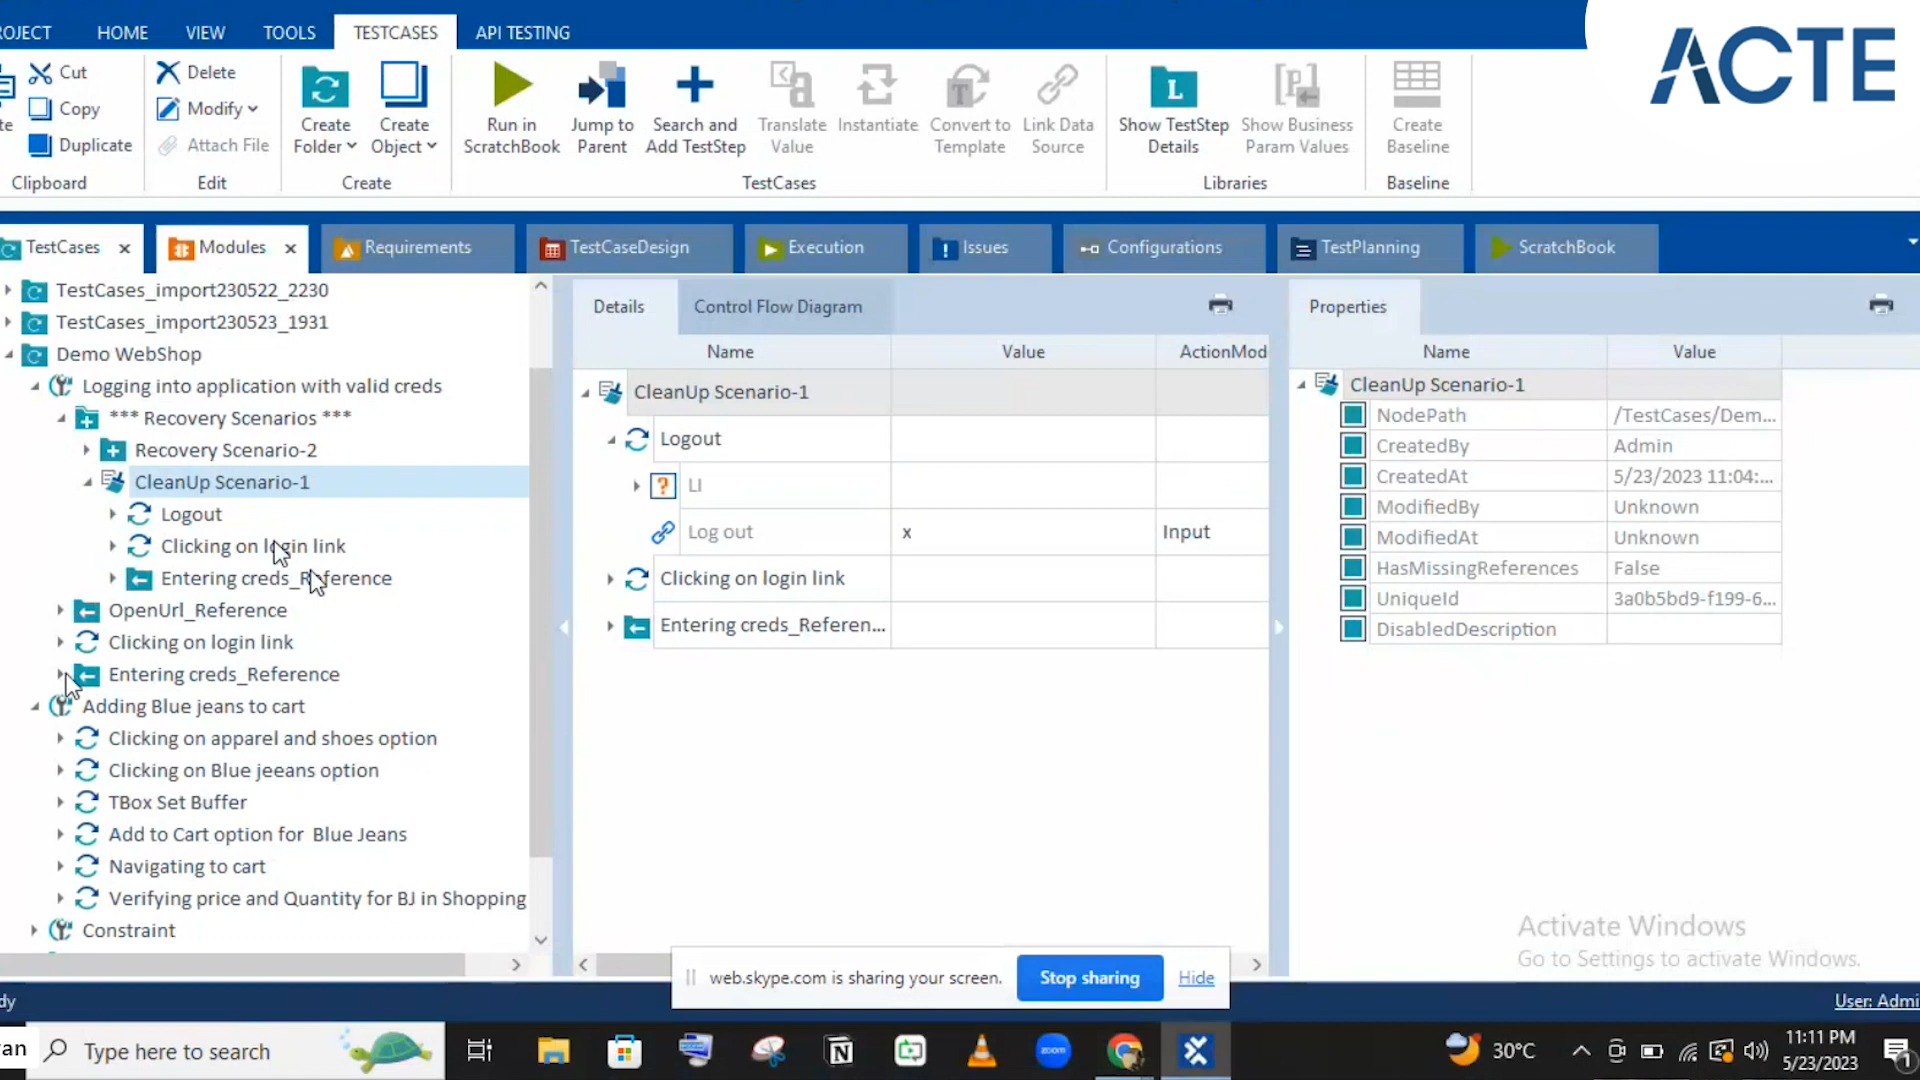 ROJECT HOME VIEW TOOLS TESTCASES API TESTING
ACTE
Cut
Copy
Duplicate
Clipboard
Delete
Modify
Attach File
Edit
Create Folder
Create Object
Create
Run in ScratchBook
Jump to Parent
Search and Add TestStep
Translate Value
Instantiate
Convert to Template
Link Data Source
TestCases
Show TestStep Details
Show Business Param Values
Libraries
Create Baseline
Baseline
TestCases Modules Requirements TestCaseDesign Execution Issues Configurations TestPlanning ScratchBook
TestCases_import230522_2230
TestCases_import230523_1931
Demo WebShop
Logging into application with valid creds
*** Recovery Scenarios ***
Recovery Scenario-2
CleanUp Scenario-1
Logout
Clicking on login link
Entering creds_Reference
OpenUrl_Reference
Clicking on login link
Entering creds_Reference
Adding Blue jeans to cart
Clicking on apparel and shoes option
Clicking on Blue jeeans option
TBox Set Buffer
Add to Cart option for Blue Jeans
Navigating to cart
Verifying price and Quantity for BJ in Shopping
Constraint
Details Control Flow Diagram
Name Value ActionMod
CleanUp Scenario-1
Logout
LI
Log out x Input
Clicking on login link
Entering creds_Referen...
Properties
Name Value
CleanUp Scenario-1
NodePath /TestCases/Dem...
CreatedBy Admin
CreatedAt 5/23/2023 11:04:...
ModifiedBy Unknown
ModifiedAt Unknown
HasMissingReferences False
UniqueId 3a0b5bd9-f199-6...
DisabledDescription
Activate Windows
Go to Settings to activate Windows.
web.skype.com is sharing your screen. Stop sharing Hide
dy
User: Admi
van
Type here to search
zoom
30°C
11:11 PM
5/23/2023
1